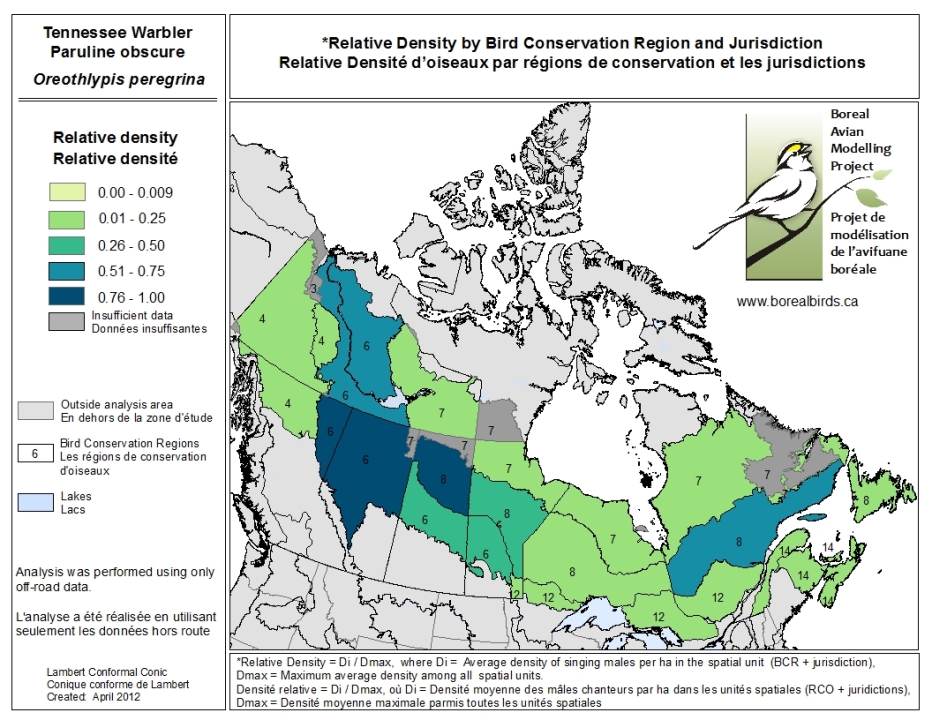 Tennessee Warbler
Paruline obscure
Oreothlypis peregrina
*Relative Density by Bird Conservation Region and Jurisdiction
Relative Densité d'oiseaux par régions de conservation et les jurisdictions
Relative density
Relative densité
0.00 - 0.009
0.01 - 0.25
0.26 - 0.50
0.51 - 0.75
0.76 - 1.00
Insufficient data
Données insuffisantes
Outside analysis area
En dehors de la zone d'étude
6
Bird Conservation Regions
Les régions de conservation
d'oiseaux
Lakes
Lacs
Analysis was performed using only
off-road data.
L'analyse a été réalisée en utilisant
seulement les données hors route
Lambert Conformal Conic
Conique conforme de Lambert
Created: April 2012
Boreal
Avian
Modelling
Project
Projet de
modélisation
de l'avifuane
boréale
www.borealbirds.ca
3
4
4
6
4
6
7
7
6
6
7
7
7
8
7
8
6
8
7
8
14
14
6
6
7
8
14
14
2
12
12
12
*Relative Density = Di / Dmax, where Di = Average density of singing males per ha in the spatial unit (BCR + jurisdiction),
Dmax = Maximum average density among all spatial units.
Densité relative = Di / Dmax, où Di = Densité moyenne des mâles chanteurs par ha dans les unités spatiales (RCO + juridictions),
Dmax = Densité moyenne maximale parmis toutes les unités spatiales